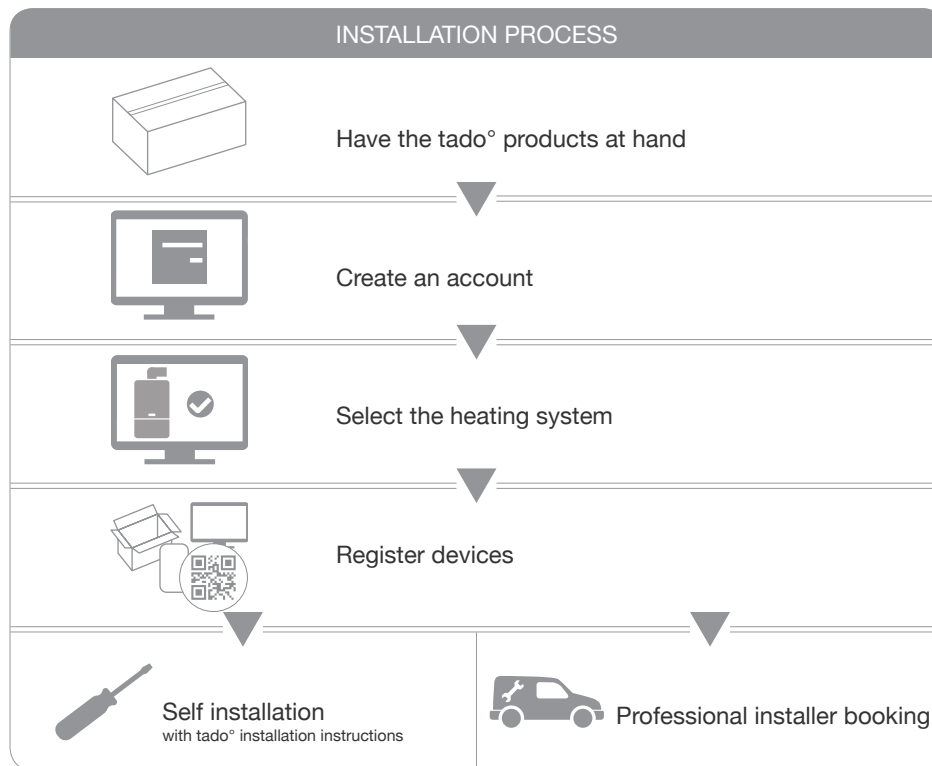 INSTALLATION PROCESS
Have the tado° products at hand
Create an account
Select the heating system
Register devices
Self installation
with tado° installation instructions
Professional installer booking